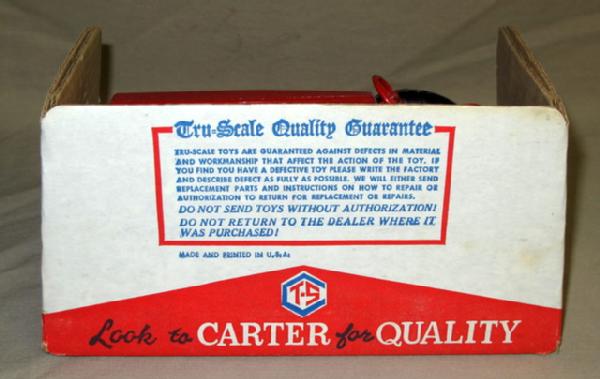 Tru-Scale Quality Guarantee
TRU-SCALE TOYS ARE GUARANTIED AGAINST DEFECTS IN MATERIAL
AND WORKMANSHIP THAT AFFECT THE ACTION OF THE TOY. IF
YOU FIND YOU HAVE A DEFECTIVE TOY PLEASE WRITE THE FACTORY
AND DESCRIBE DEFECT AS FULLY AS POSSIBLE. WE WILL EITHER SEND
REPLACEMENT PARTS AND INSTRUCTIONS ON HOW TO REPAIR OR
AUTHORIZATION TO RETURN FOR REPLACEMENT OR REPAIRS.
DO NOT SEND TOYS WITHOUT AUTHORIZATION!
DO NOT RETURN TO THE DEALER WHERE IT
WAS PURCHASED!
MADE AND PRINTED IN U.S.A.
T-S
Look to CARTER for QUALITY